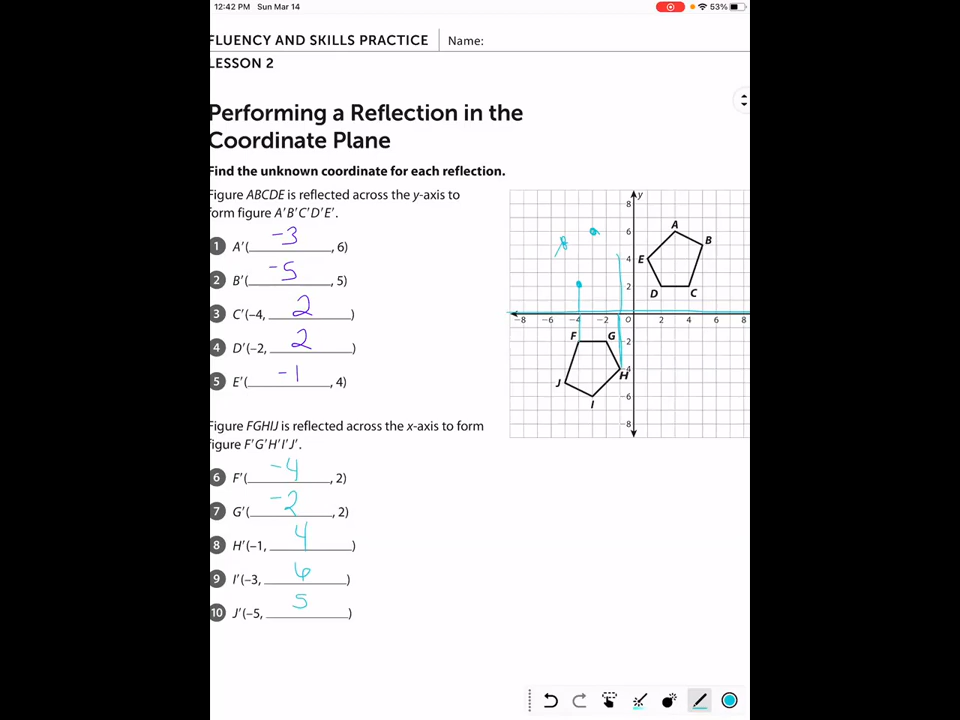 12:42 PM Sun Mar 14
53%
FLUENCY AND SKILLS PRACTICE Name:
LESSON 2
Performing a Reflection in the
Coordinate Plane
Find the unknown coordinate for each reflection.
Figure ABCDE is reflected across the y-axis to
form figure A′B′C′D′E′.
1 A′(-3, 6)
2 B′(-5, 5)
3 C′(–4, 2)
4 D′(–2, 2)
5 E′(-1, 4)
Figure FGHIJ is reflected across the x-axis to form
figure F′G′H′I′J′.
6 F′(-4, 2)
7 G′(-2, 2)
8 H′(–1, 4)
9 I′(–3, 6)
10 J′(–5, 5)
y
8
A
6
B
4 E
2
D C
–8 –6 –4 –2 O 2 4 6 8
F G –2
–4
H
J
–6
I
–8